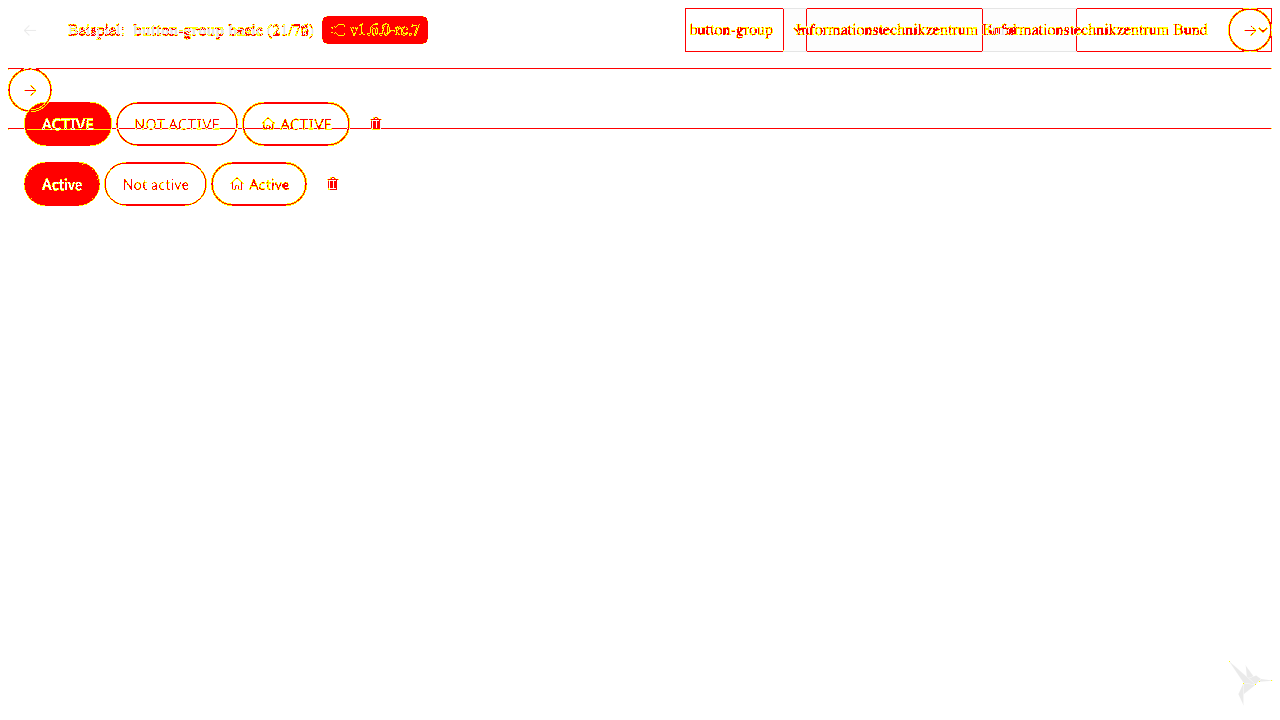 Beispiel: button-group basic (21/76) v1.6.0-rc.7 button-group Informationstechnikzentrum Bund Informationstechnikzentrum Bund
ACTIVE NOT ACTIVE ACTIVE
Active Not active Active